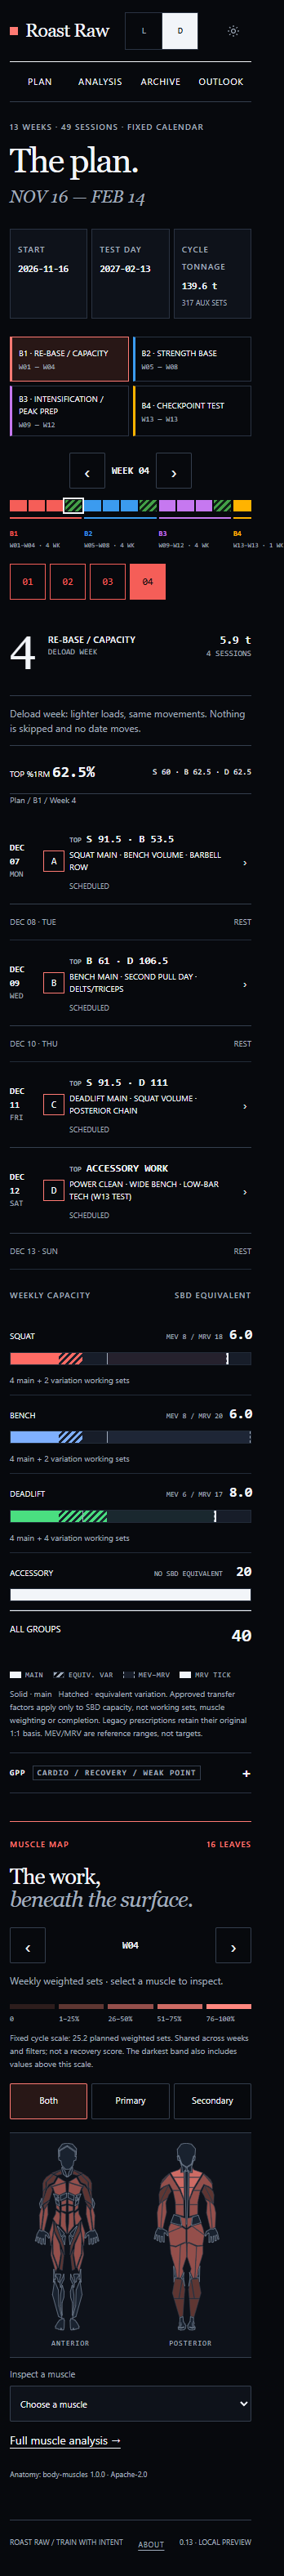 Roast Raw
L
D
PLAN
ANALYSIS
ARCHIVE
OUTLOOK
13 WEEKS · 49 SESSIONS · FIXED CALENDAR
The plan.
NOV 16 — FEB 14
START
2026-11-16
TEST DAY
2027-02-13
CYCLE
TONNAGE
139.6 t
317 AUX SETS
B1 · RE-BASE / CAPACITY
W01 — W04
B2 · STRENGTH BASE
W05 — W08
B3 · INTENSIFICATION /
PEAK PREP
W09 — W12
B4 · CHECKPOINT TEST
W13 — W13
‹
WEEK 04
›
B1
B2
B3
B4
W01–W04 · 4 WK
W05–W08 · 4 WK
W09–W12 · 4 WK
W13–W13 · 1 WK
01
02
03
04
4
RE-BASE / CAPACITY
DELOAD WEEK
5.9 t
4 SESSIONS
Deload week: lighter loads, same movements. Nothing
is skipped and no date moves.
TOP %1RM 62.5%
S 60 · B 62.5 · D 62.5
Plan / B1 / Week 4
DEC
07
MON
A
TOP S 91.5 · B 53.5
SQUAT MAIN · BENCH VOLUME · BARBELL
ROW
SCHEDULED
›
DEC 08 · TUE
REST
DEC
09
WED
B
TOP B 61 · D 106.5
BENCH MAIN · SECOND PULL DAY ·
DELTS/TRICEPS
SCHEDULED
›
DEC 10 · THU
REST
DEC
11
FRI
C
TOP S 91.5 · D 111
DEADLIFT MAIN · SQUAT VOLUME ·
POSTERIOR CHAIN
SCHEDULED
›
DEC
12
SAT
D
TOP ACCESSORY WORK
POWER CLEAN · WIDE BENCH · LOW-BAR
TECH (W13 TEST)
SCHEDULED
›
DEC 13 · SUN
REST
WEEKLY CAPACITY
SBD EQUIVALENT
SQUAT
MEV 8 / MRV 18 6.0
4 main + 2 variation working sets
BENCH
MEV 8 / MRV 20 6.0
4 main + 2 variation working sets
DEADLIFT
MEV 6 / MRV 17 8.0
4 main + 4 variation working sets
ACCESSORY
NO SBD EQUIVALENT 20
ALL GROUPS
40
MAIN
EQUIV. VAR
MEV–MRV
MRV TICK
Solid · main Hatched · equivalent variation. Approved transfer
factors apply only to SBD capacity, not working sets, muscle
weighting or completion. Legacy prescriptions retain their original
1:1 basis. MEV/MRV are reference ranges, not targets.
GPP
CARDIO / RECOVERY / WEAK POINT
+
MUSCLE MAP
16 LEAVES
The work,
beneath the surface.
‹
W04
›
Weekly weighted sets · select a muscle to inspect.
0
1–25%
26–50%
51–75%
76–100%
Fixed cycle scale: 25.2 planned weighted sets. Shared across weeks
and filters; not a recovery score. The darkest band also includes
values above this scale.
Both
Primary
Secondary
ANTERIOR
POSTERIOR
Inspect a muscle
Choose a muscle
Full muscle analysis →
Anatomy: body-muscles 1.0.0 · Apache-2.0
ROAST RAW / TRAIN WITH INTENT
ABOUT
0.13 · LOCAL PREVIEW